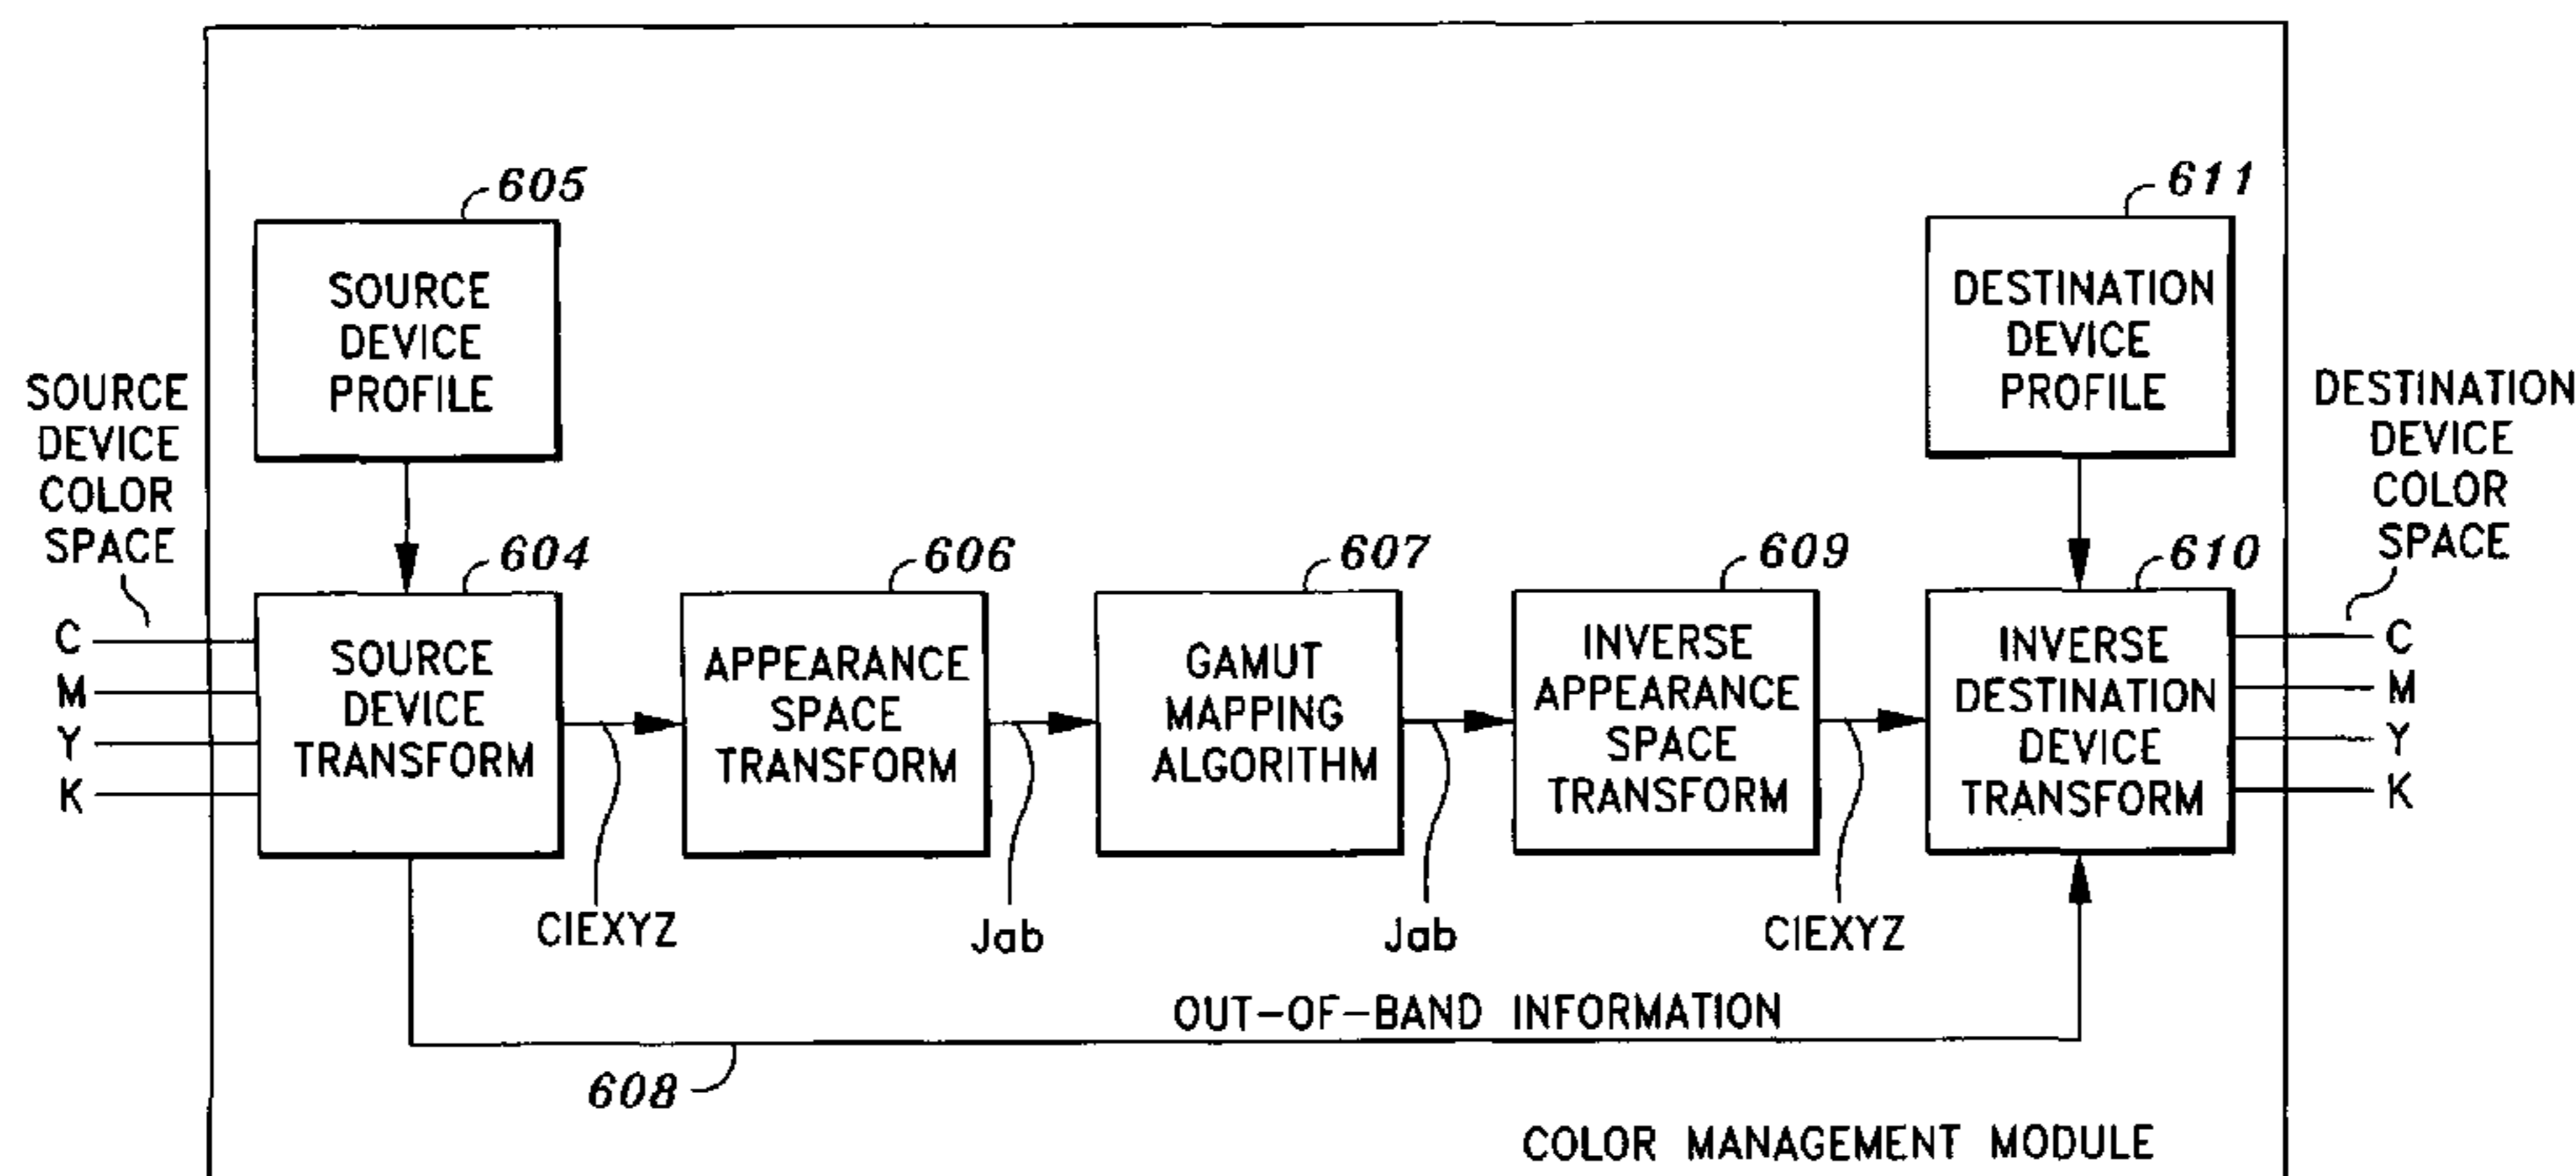 605
SOURCE
DEVICE
PROFILE
611
DESTINATION
DEVICE
PROFILE
SOURCE
DEVICE
COLOR
SPACE
DESTINATION
DEVICE
COLOR
SPACE
C
M
Y
K
604
SOURCE
DEVICE
TRANSFORM
606
APPEARANCE
SPACE
TRANSFORM
607
GAMUT
MAPPING
ALGORITHM
609
INVERSE
APPEARANCE
SPACE
TRANSFORM
610
INVERSE
DESTINATION
DEVICE
TRANSFORM
C
M
Y
K
CIEXYZ
Jab
Jab
CIEXYZ
OUT-OF-BAND INFORMATION
608
COLOR MANAGEMENT MODULE